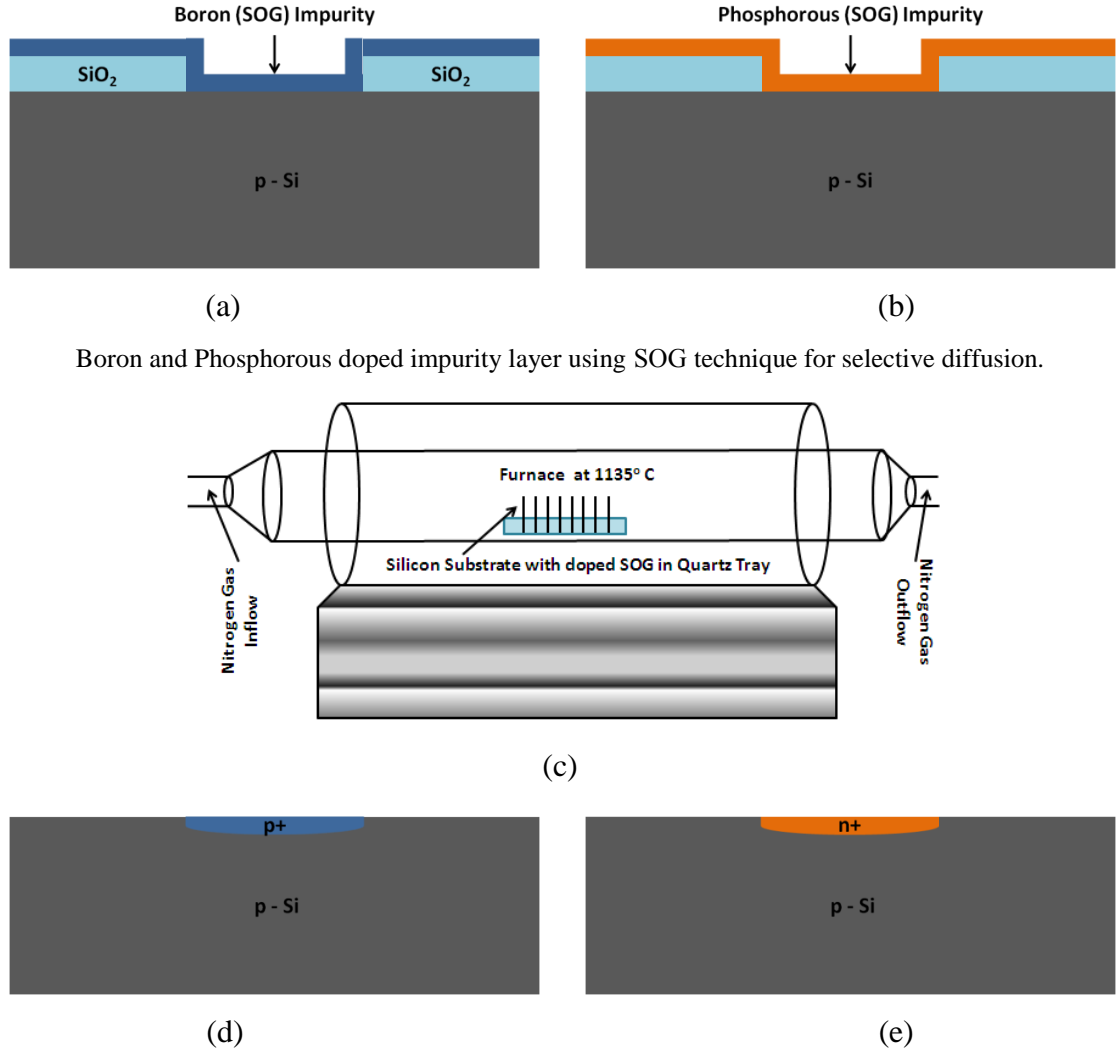 Boron (SOG) Impurity
Phosphorous (SOG) Impurity
SiO₂
SiO₂
p - Si
p - Si
(a)
(b)
Boron and Phosphorous doped impurity layer using SOG technique for selective diffusion.
Furnace at 1135° C
Silicon Substrate with doped SOG in Quartz Tray
Nitrogen Gas
Inflow
Nitrogen Gas
Outflow
(c)
p+
n+
p - Si
p - Si
(d)
(e)